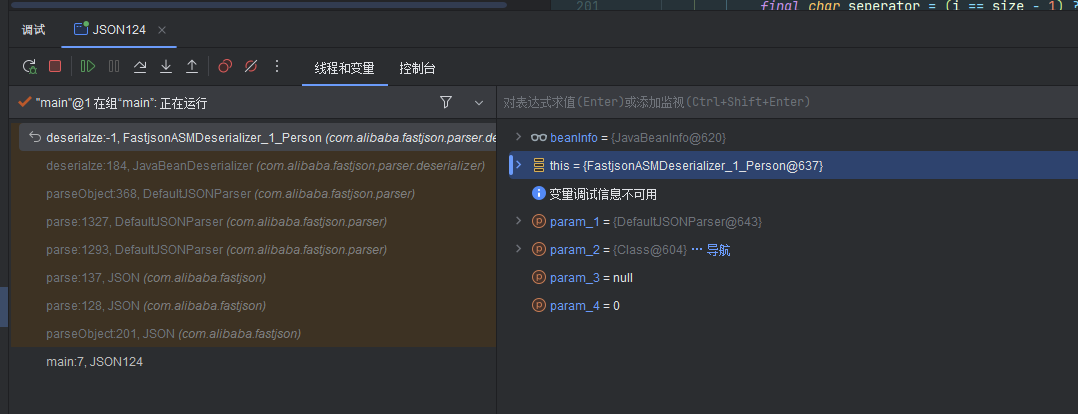 201 final char seperator = (i == size - 1) ?
调试 JSON124
线程和变量 控制台
"main"@1 在组“main”: 正在运行
对表达式求值(Enter)或添加监视(Ctrl+Shift+Enter)
deserialze:-1, FastjsonASMDeserializer_1_Person (com.alibaba.fastjson.parser.de
deserialze:184, JavaBeanDeserializer (com.alibaba.fastjson.parser.deserializer)
parseObject:368, DefaultJSONParser (com.alibaba.fastjson.parser)
parse:1327, DefaultJSONParser (com.alibaba.fastjson.parser)
parse:1293, DefaultJSONParser (com.alibaba.fastjson.parser)
parse:137, JSON (com.alibaba.fastjson)
parse:128, JSON (com.alibaba.fastjson)
parseObject:201, JSON (com.alibaba.fastjson)
main:7, JSON124
beanInfo = {JavaBeanInfo@620}
this = {FastjsonASMDeserializer_1_Person@637}
变量调试信息不可用
param_1 = {DefaultJSONParser@643}
param_2 = {Class@604} ··· 导航
param_3 = null
param_4 = 0